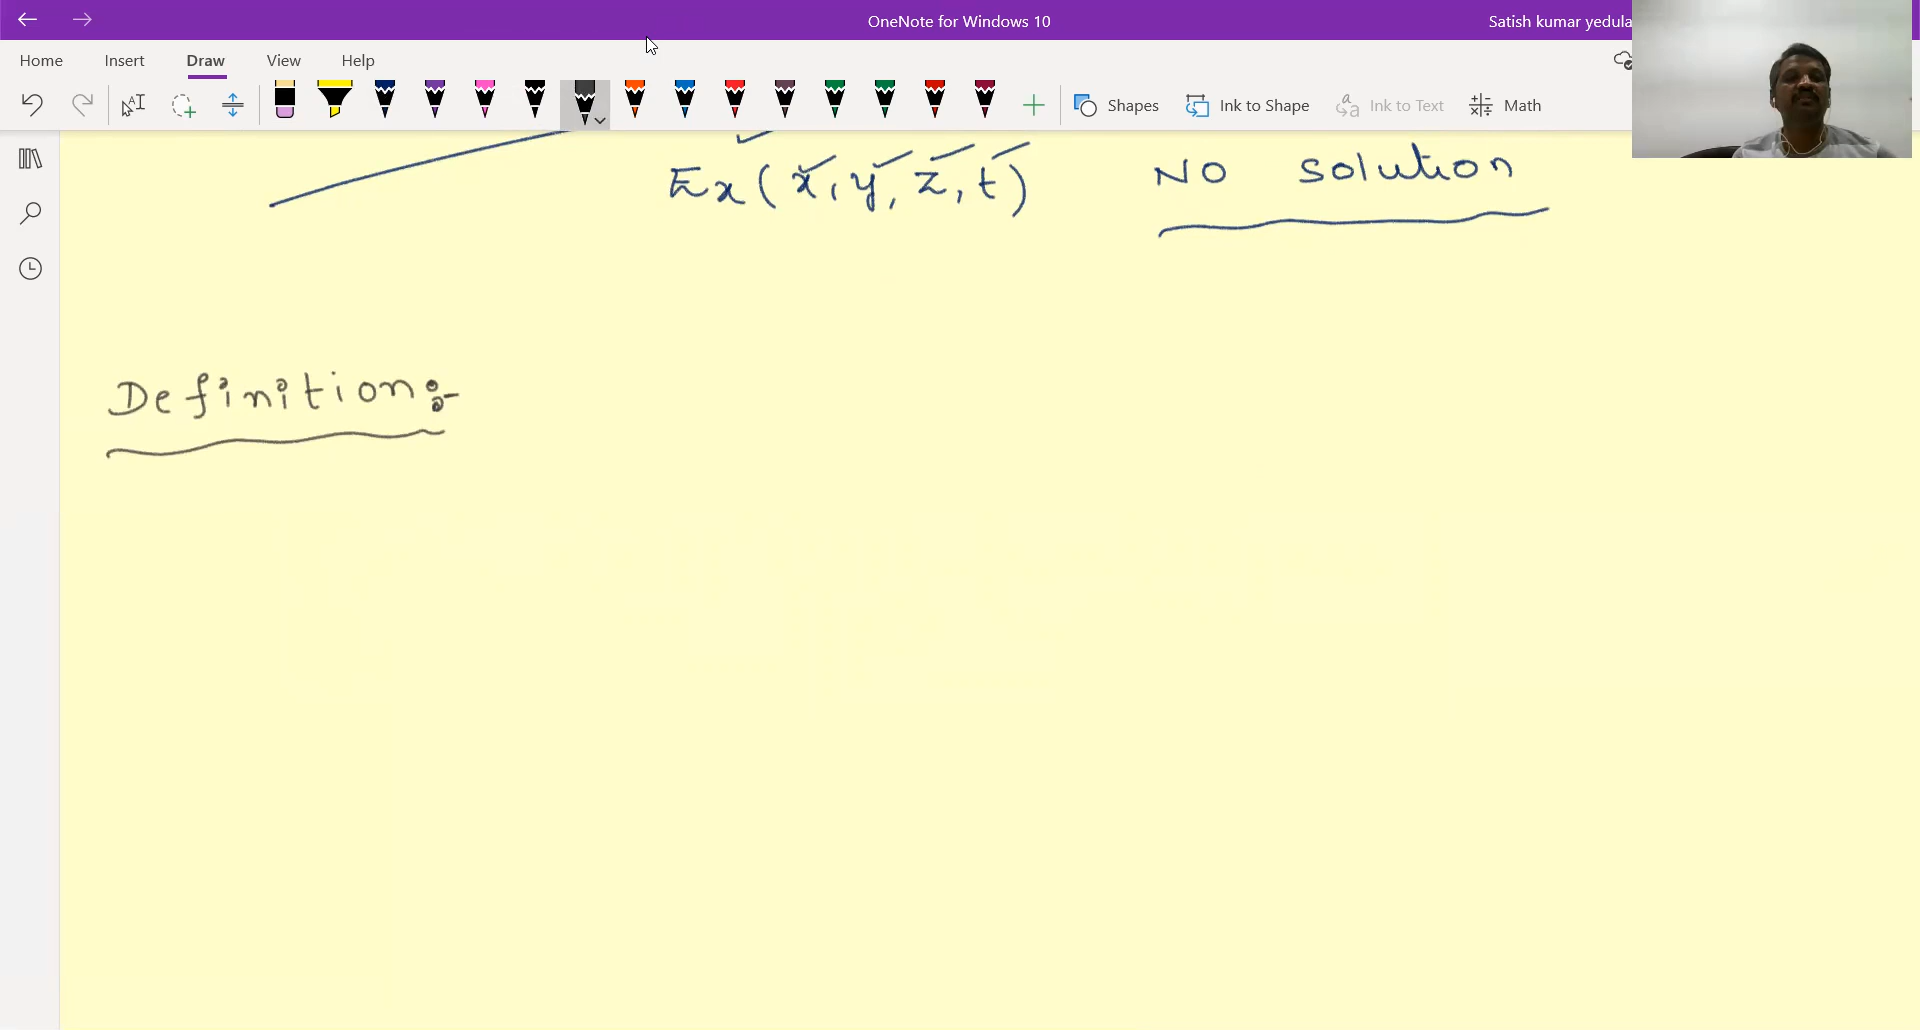 OneNote for Windows 10
Satish kumar yedula
Home Insert Draw View Help
Shapes Ink to Shape Ink to Text Math
Ex(x, y, z, t) NO solution
Definition:-